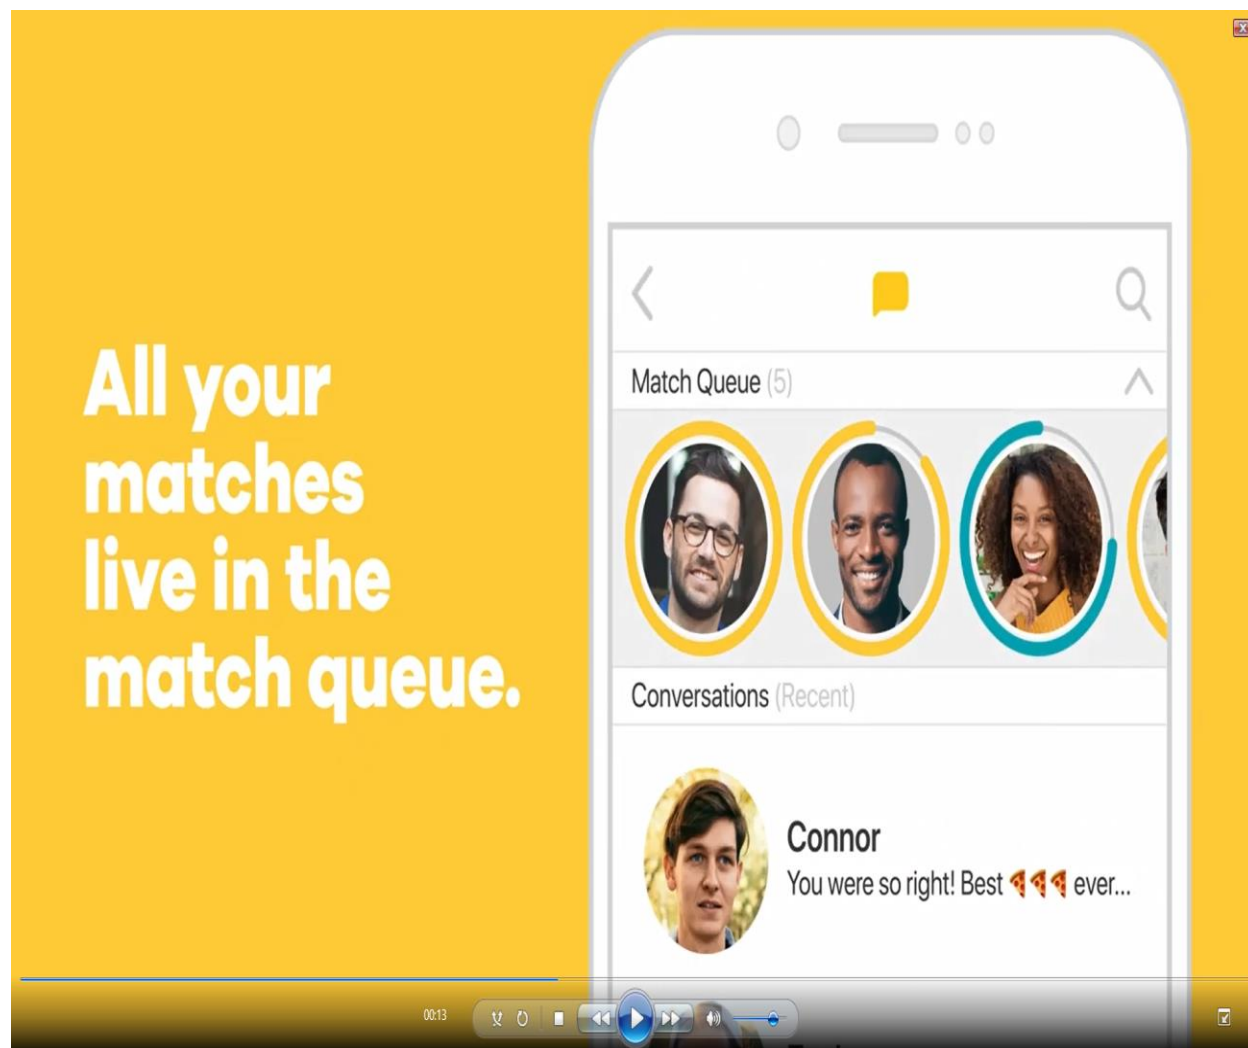 All your
matches
live in the
match queue.
Match Queue (5)
Conversations (Recent)
Connor
You were so right! Best 🍕🍕🍕 ever...
00:13